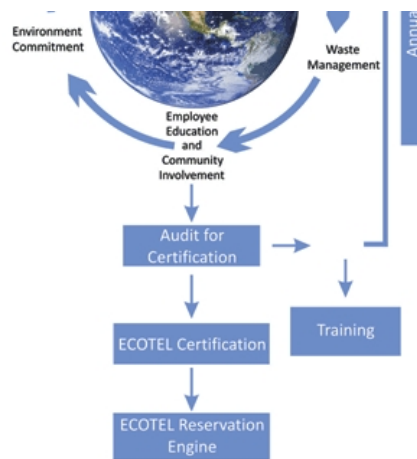 Environment
Commitment
Waste
Management
Employee
Education
and
Community
Involvement
Audit for
Certification
ECOTEL Certification
Training
ECOTEL Reservation
Engine